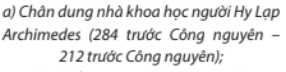 a) Chân dung nhà khoa học người Hy Lạp
Archimedes (284 trước Công nguyên –
212 trước Công nguyên);